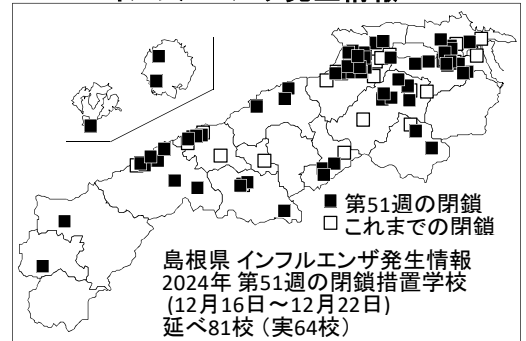 ■ 第51週の閉鎖
□ これまでの閉鎖
島根県 インフルエンザ発生情報
2024年 第51週の閉鎖措置学校
(12月16日～12月22日)
延べ81校（実64校）